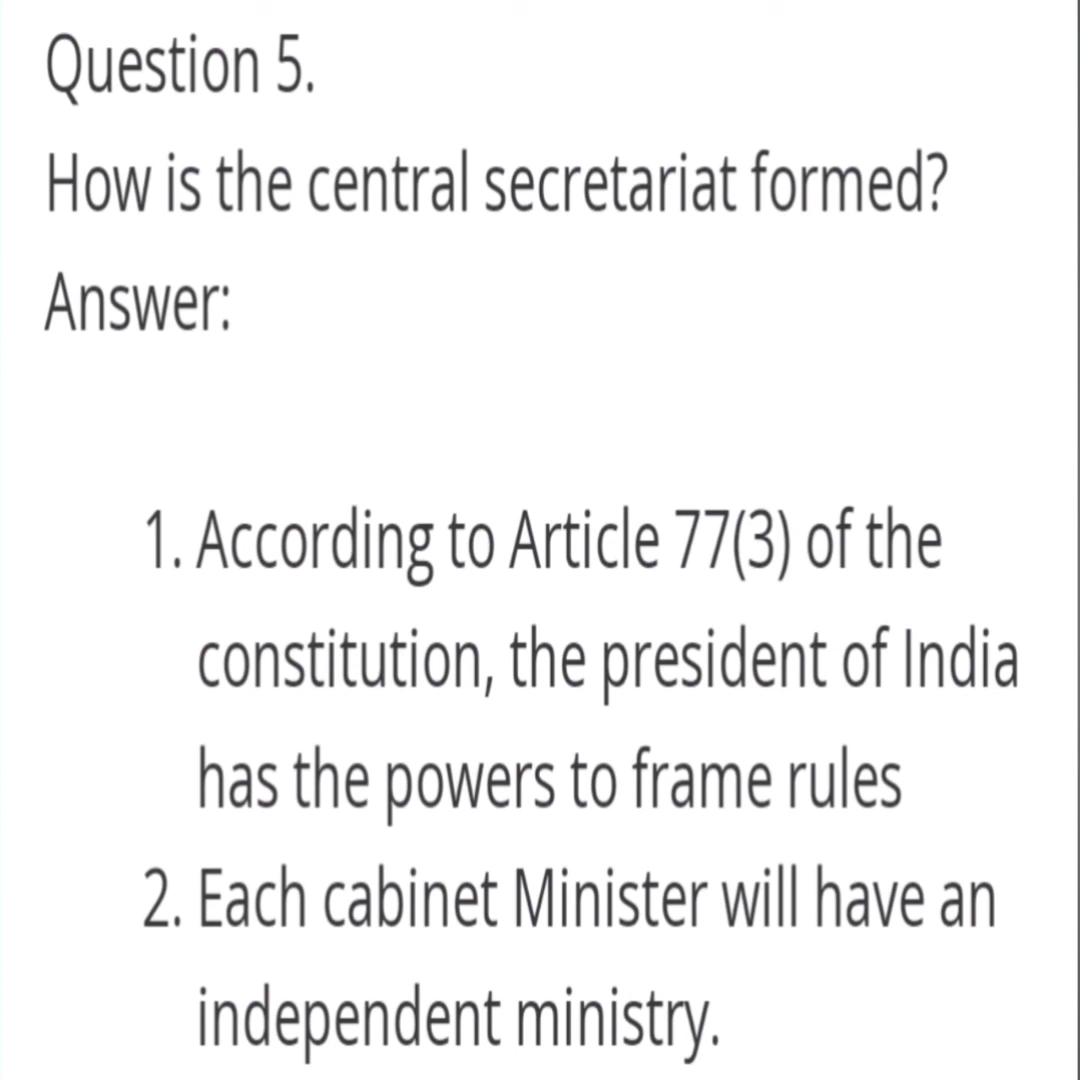 Question 5.
How is the central secretariat formed?
Answer:
1. According to Article 77(3) of the
constitution, the president of India
has the powers to frame rules
2. Each cabinet Minister will have an
independent ministry.